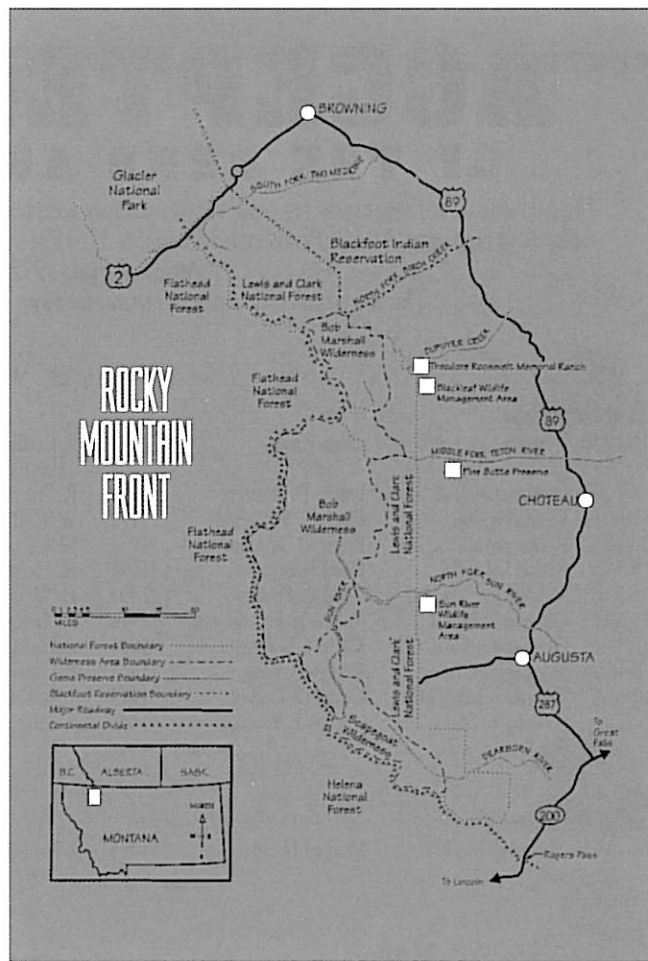 BROWNING
Glacier
National
Park
SOUTH FORK, TWO MEDICINE
89
2
Blackfoot Indian
Reservation
Flathead
National
Forest
Lewis and Clark
National Forest
NORTH FORK, BIRCH CREEK
Bob
Marshall
Wilderness
DUPUYER CREEK
Theodore Roosevelt Memorial Ranch
Blackleaf Wildlife
Management Area
ROCKY
MOUNTAIN
FRONT
Flathead
National
Forest
89
MIDDLE FORK, TETON RIVER
Pine Butte Preserve
CHOTEAU
Lewis and Clark
National Forest
Bob
Marshall
Wilderness
Flathead
National
Forest
NORTH FORK
SUN RIVER
SUN RIVER
Sun River
Wildlife
Management
Area
MILES
National Forest Boundary
Wilderness Area Boundary
Game Preserve Boundary
Blackfoot Reservation Boundary
Major Roadway
Continental Divide
AUGUSTA
Lewis and Clark
National Forest
287
To
Great
Falls
Scapegoat
Wilderness
DEARBORN RIVER
Helena
National
Forest
200
Rogers Pass
To Lincoln
B.C.
ALBERTA
SASK.
NORTH
W
E
MONTANA